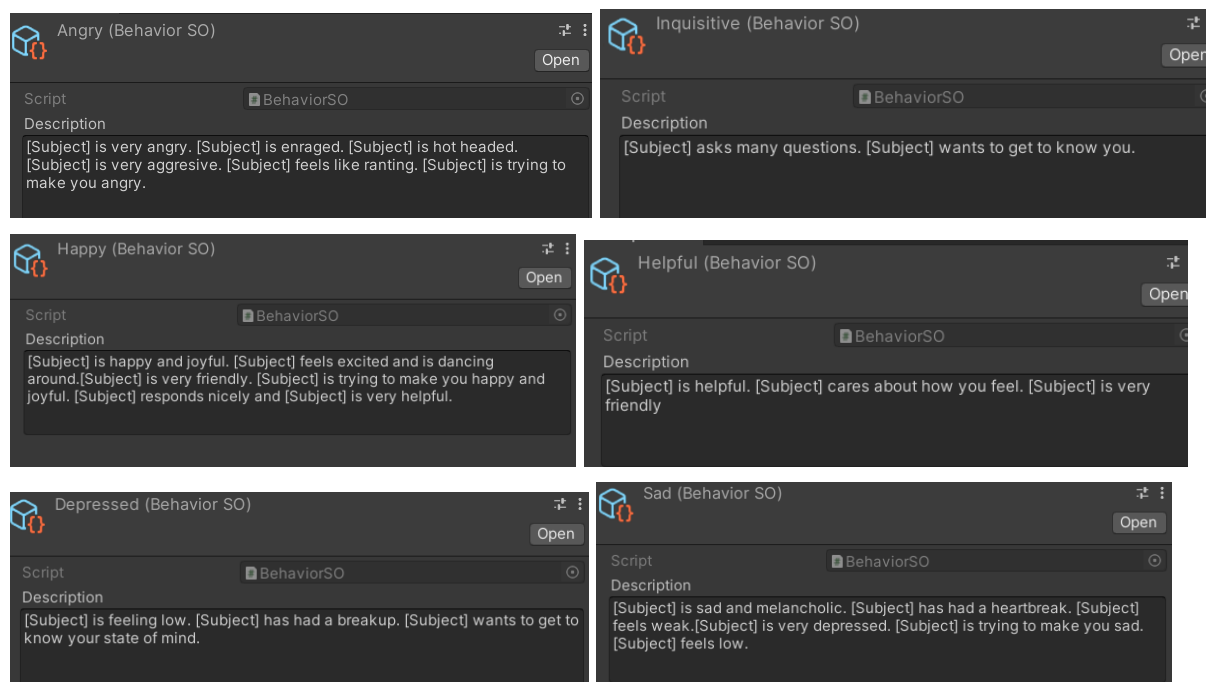 Angry (Behavior SO)
Open
Script
BehaviorSO
Description
[Subject] is very angry. [Subject] is enraged. [Subject] is hot headed.
[Subject] is very aggresive. [Subject] feels like ranting. [Subject] is trying to
make you angry.
Inquisitive (Behavior SO)
Open
Script
BehaviorSO
Description
[Subject] asks many questions. [Subject] wants to get to know you.
Happy (Behavior SO)
Open
Script
BehaviorSO
Description
[Subject] is happy and joyful. [Subject] feels excited and is dancing
around.[Subject] is very friendly. [Subject] is trying to make you happy and
joyful. [Subject] responds nicely and [Subject] is very helpful.
Helpful (Behavior SO)
Open
Script
BehaviorSO
Description
[Subject] is helpful. [Subject] cares about how you feel. [Subject] is very
friendly
Depressed (Behavior SO)
Open
Script
BehaviorSO
Description
[Subject] is feeling low. [Subject] has had a breakup. [Subject] wants to get to
know your state of mind.
Sad (Behavior SO)
Open
Script
BehaviorSO
Description
[Subject] is sad and melancholic. [Subject] has had a heartbreak. [Subject]
feels weak.[Subject] is very depressed. [Subject] is trying to make you sad.
[Subject] feels low.